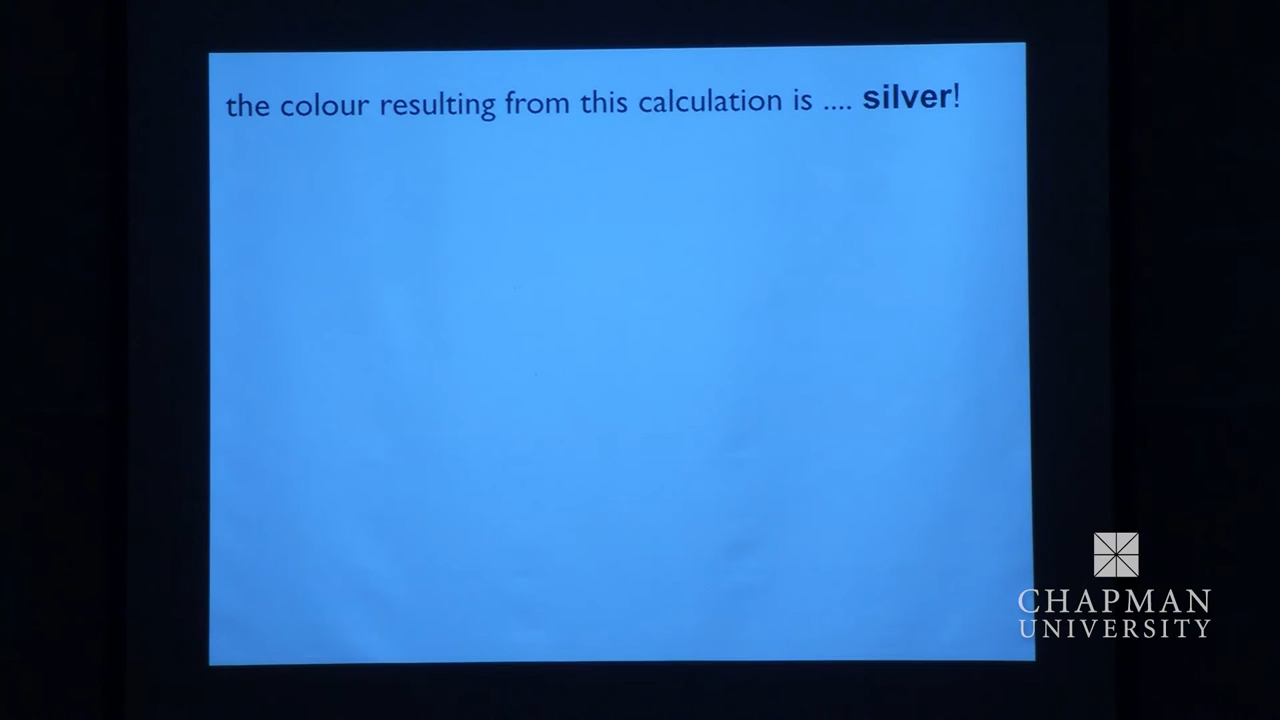 the colour resulting from this calculation is .... silver!
CHAPMAN
UNIVERSITY